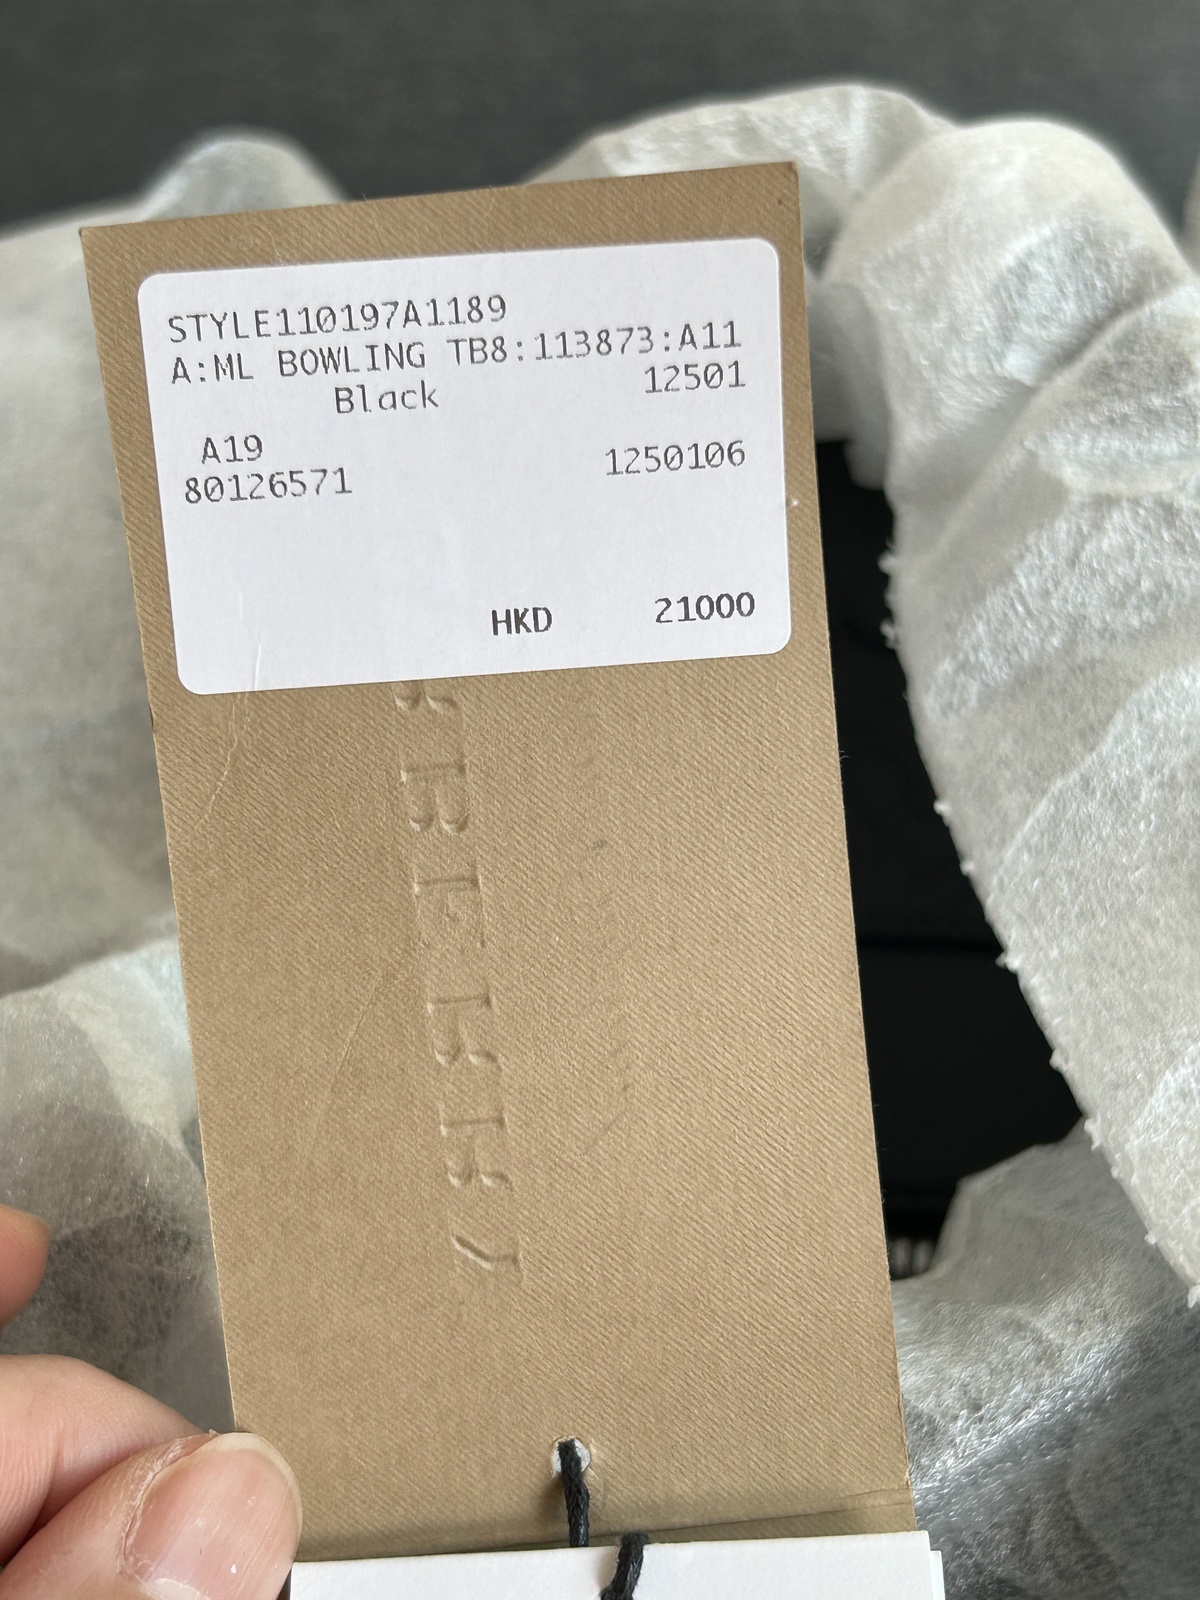 STYLE110197A1189
A:ML BOWLING TB8:113873:A11
Black 12501
A19
80126571 1250106
HKD 21000